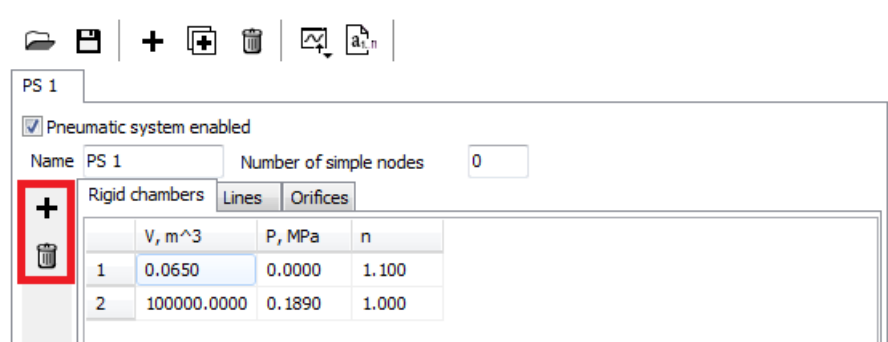 a1..n
PS 1
Pneumatic system enabled
Name PS 1 Number of simple nodes 0
Rigid chambers Lines Orifices
V, m^3 P, MPa n
1 0.0650 0.0000 1.100
2 100000.0000 0.1890 1.000